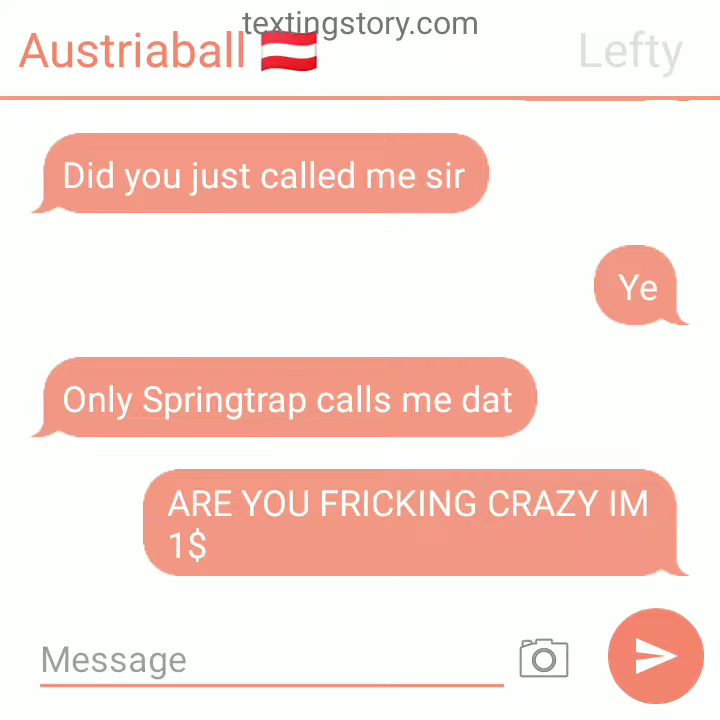 textingstory.com
Austriaball 🇦🇹
Lefty
Did you just called me sir
Ye
Only Springtrap calls me dat
ARE YOU FRICKING CRAZY IM
1$
Message